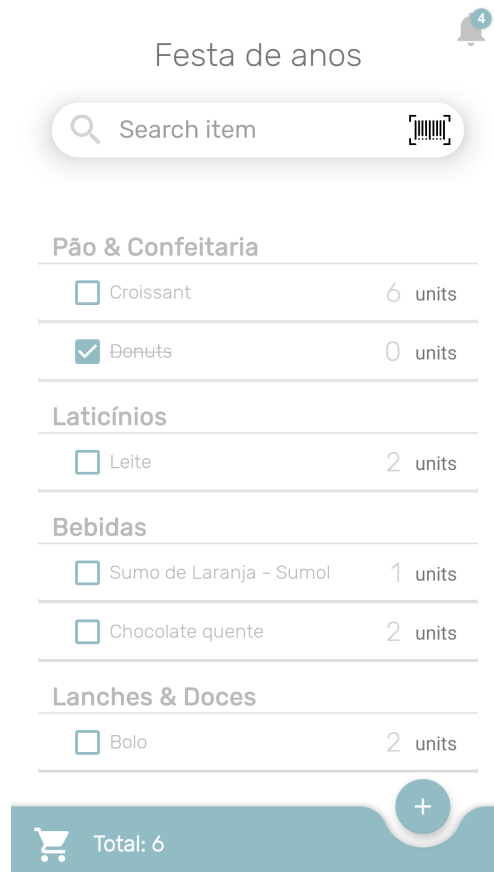 4
Festa de anos
Search item
Pão & Confeitaria
Croissant 6 units
Donuts 0 units
Laticínios
Leite 2 units
Bebidas
Sumo de Laranja - Sumol 1 units
Chocolate quente 2 units
Lanches & Doces
Bolo 2 units
+
Total: 6